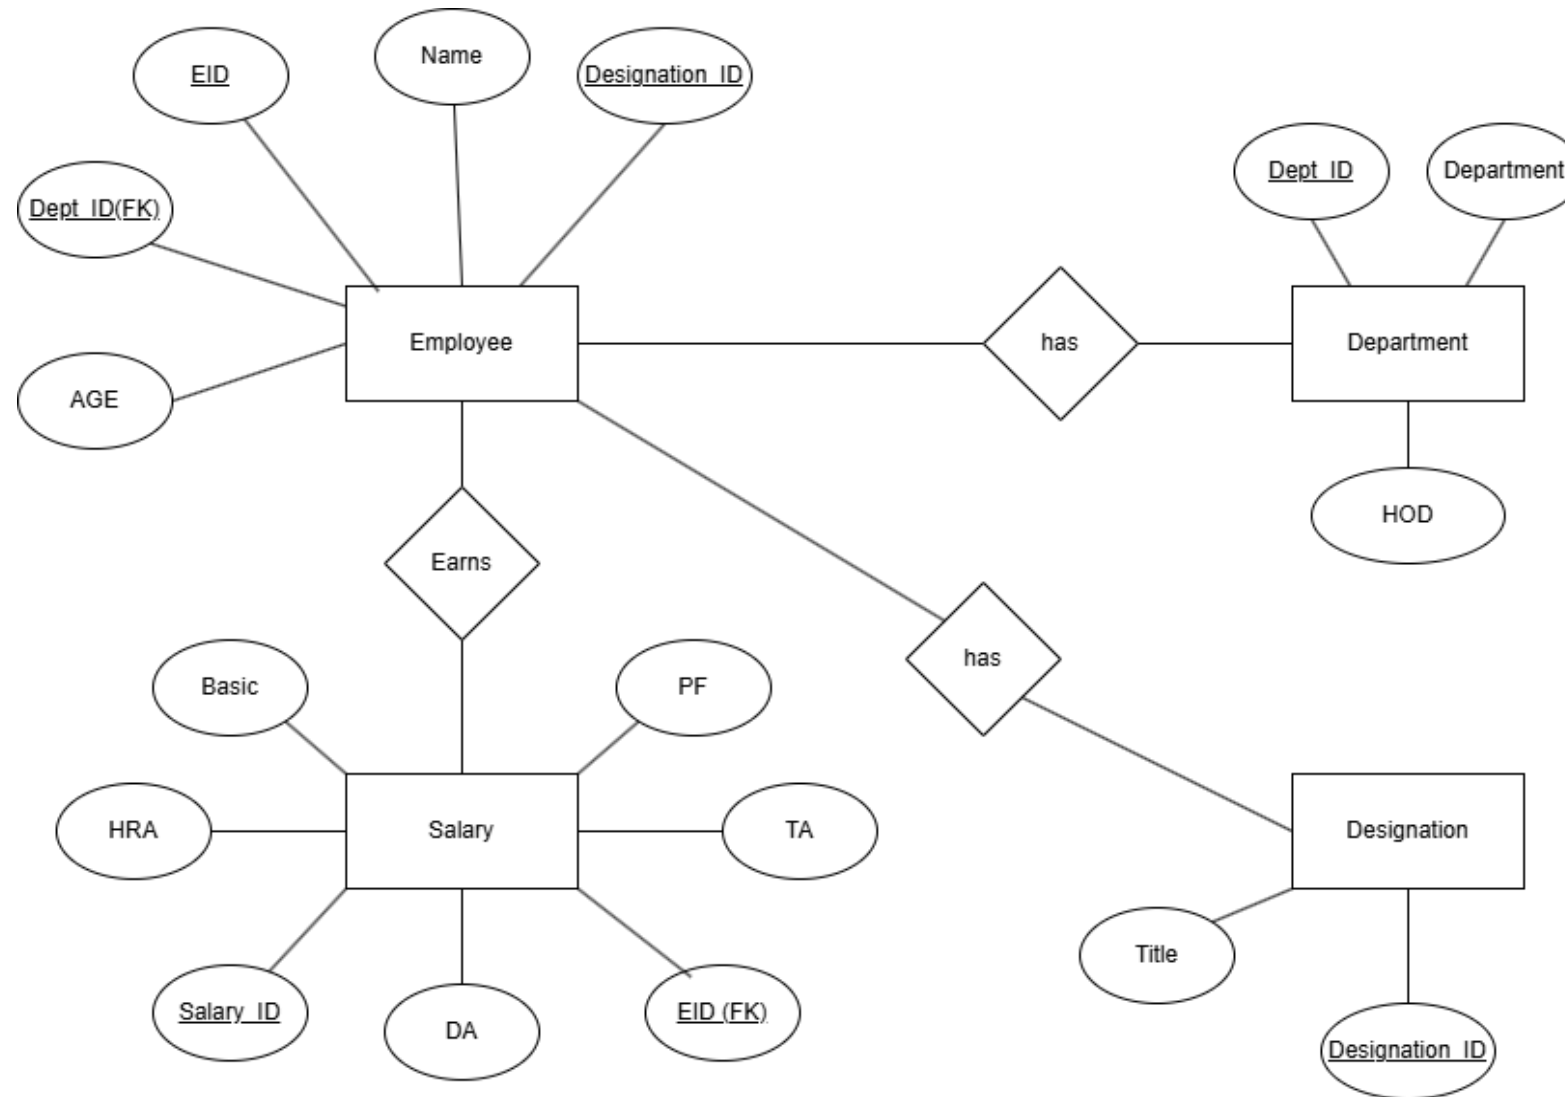 Name
EID
Designation_ID
Dept_ID
Department
Dept_ID(FK)
Employee
has
Department
AGE
HOD
Earns
has
Basic
PF
HRA
Salary
TA
Designation
Title
Salary_ID
DA
EID (FK)
Designation_ID